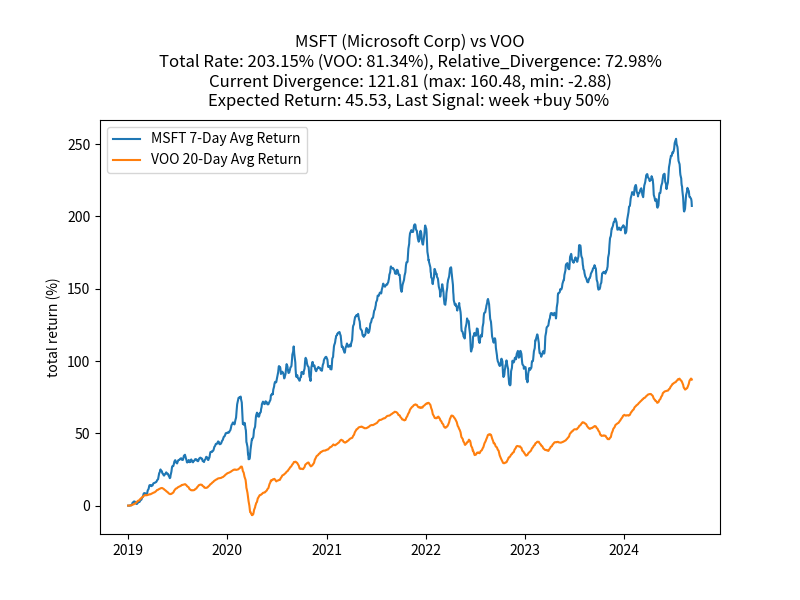 MSFT (Microsoft Corp) vs VOO
Total Rate: 203.15% (VOO: 81.34%), Relative_Divergence: 72.98%
Current Divergence: 121.81 (max: 160.48, min: -2.88)
Expected Return: 45.53, Last Signal: week +buy 50%
MSFT 7-Day Avg Return
VOO 20-Day Avg Return
total return (%)
250
200
150
100
50
0
2019
2020
2021
2022
2023
2024